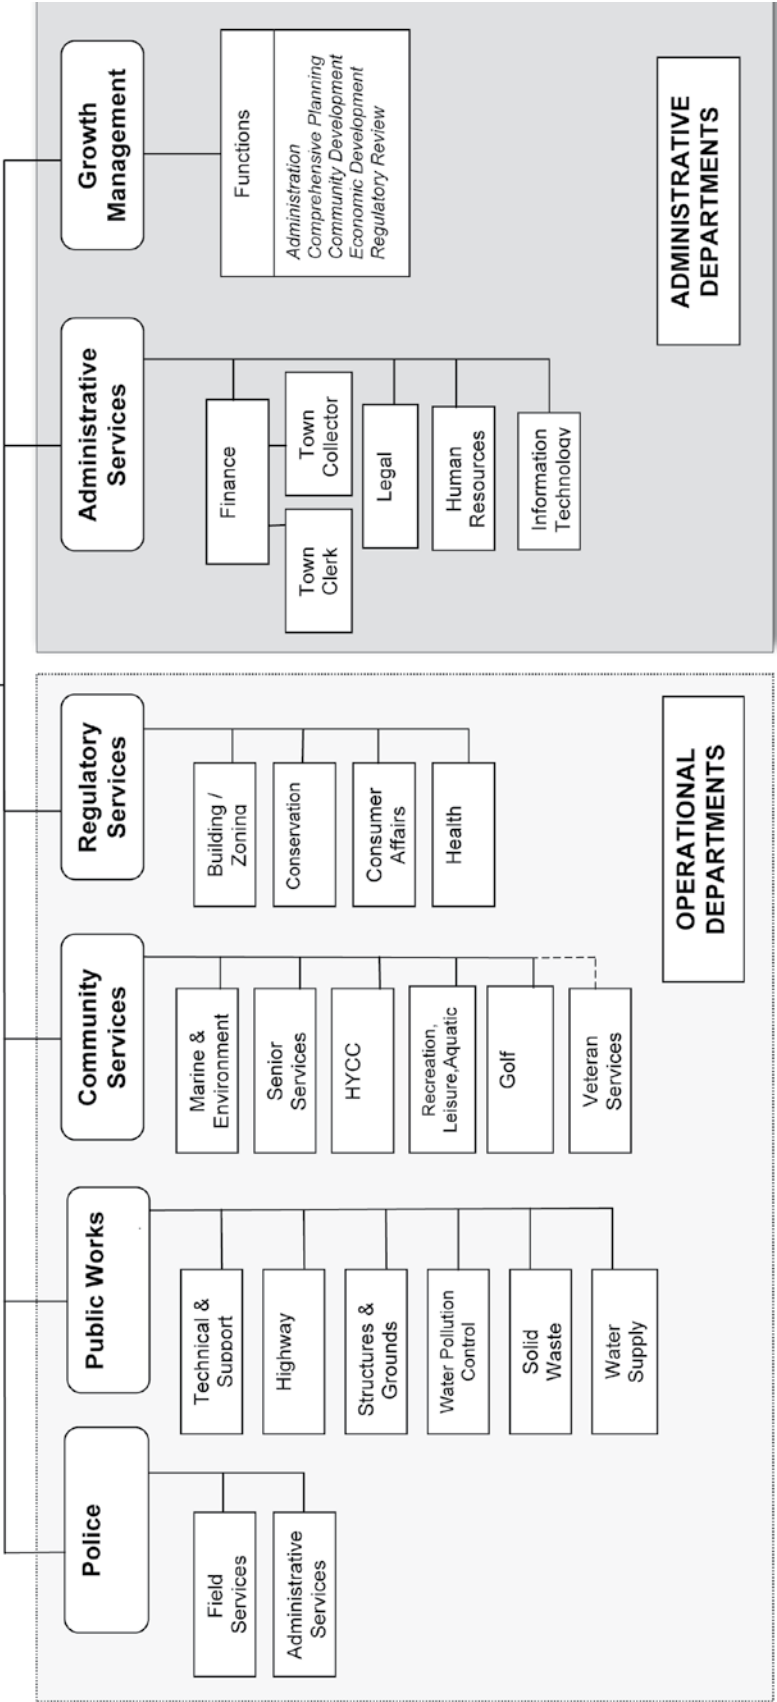 Police
Field
Services
Administrative
Services
Public Works
Technical &
Support
Highway
Structures &
Grounds
Water Pollution
Control
Solid
Waste
Water
Supply
Community
Services
Marine &
Environment
Senior
Services
HYCC
Recreation,
Leisure,Aquatic
Golf
Veteran
Services
Regulatory
Services
Building /
Zoning
Conservation
Consumer
Affairs
Health
OPERATIONAL
DEPARTMENTS
Administrative
Services
Finance
Town
Clerk
Town
Collector
Legal
Human
Resources
Information
Technology
Growth
Management
Functions
Administration
Comprehensive Planning
Community Development
Economic Development
Regulatory Review
ADMINISTRATIVE
DEPARTMENTS